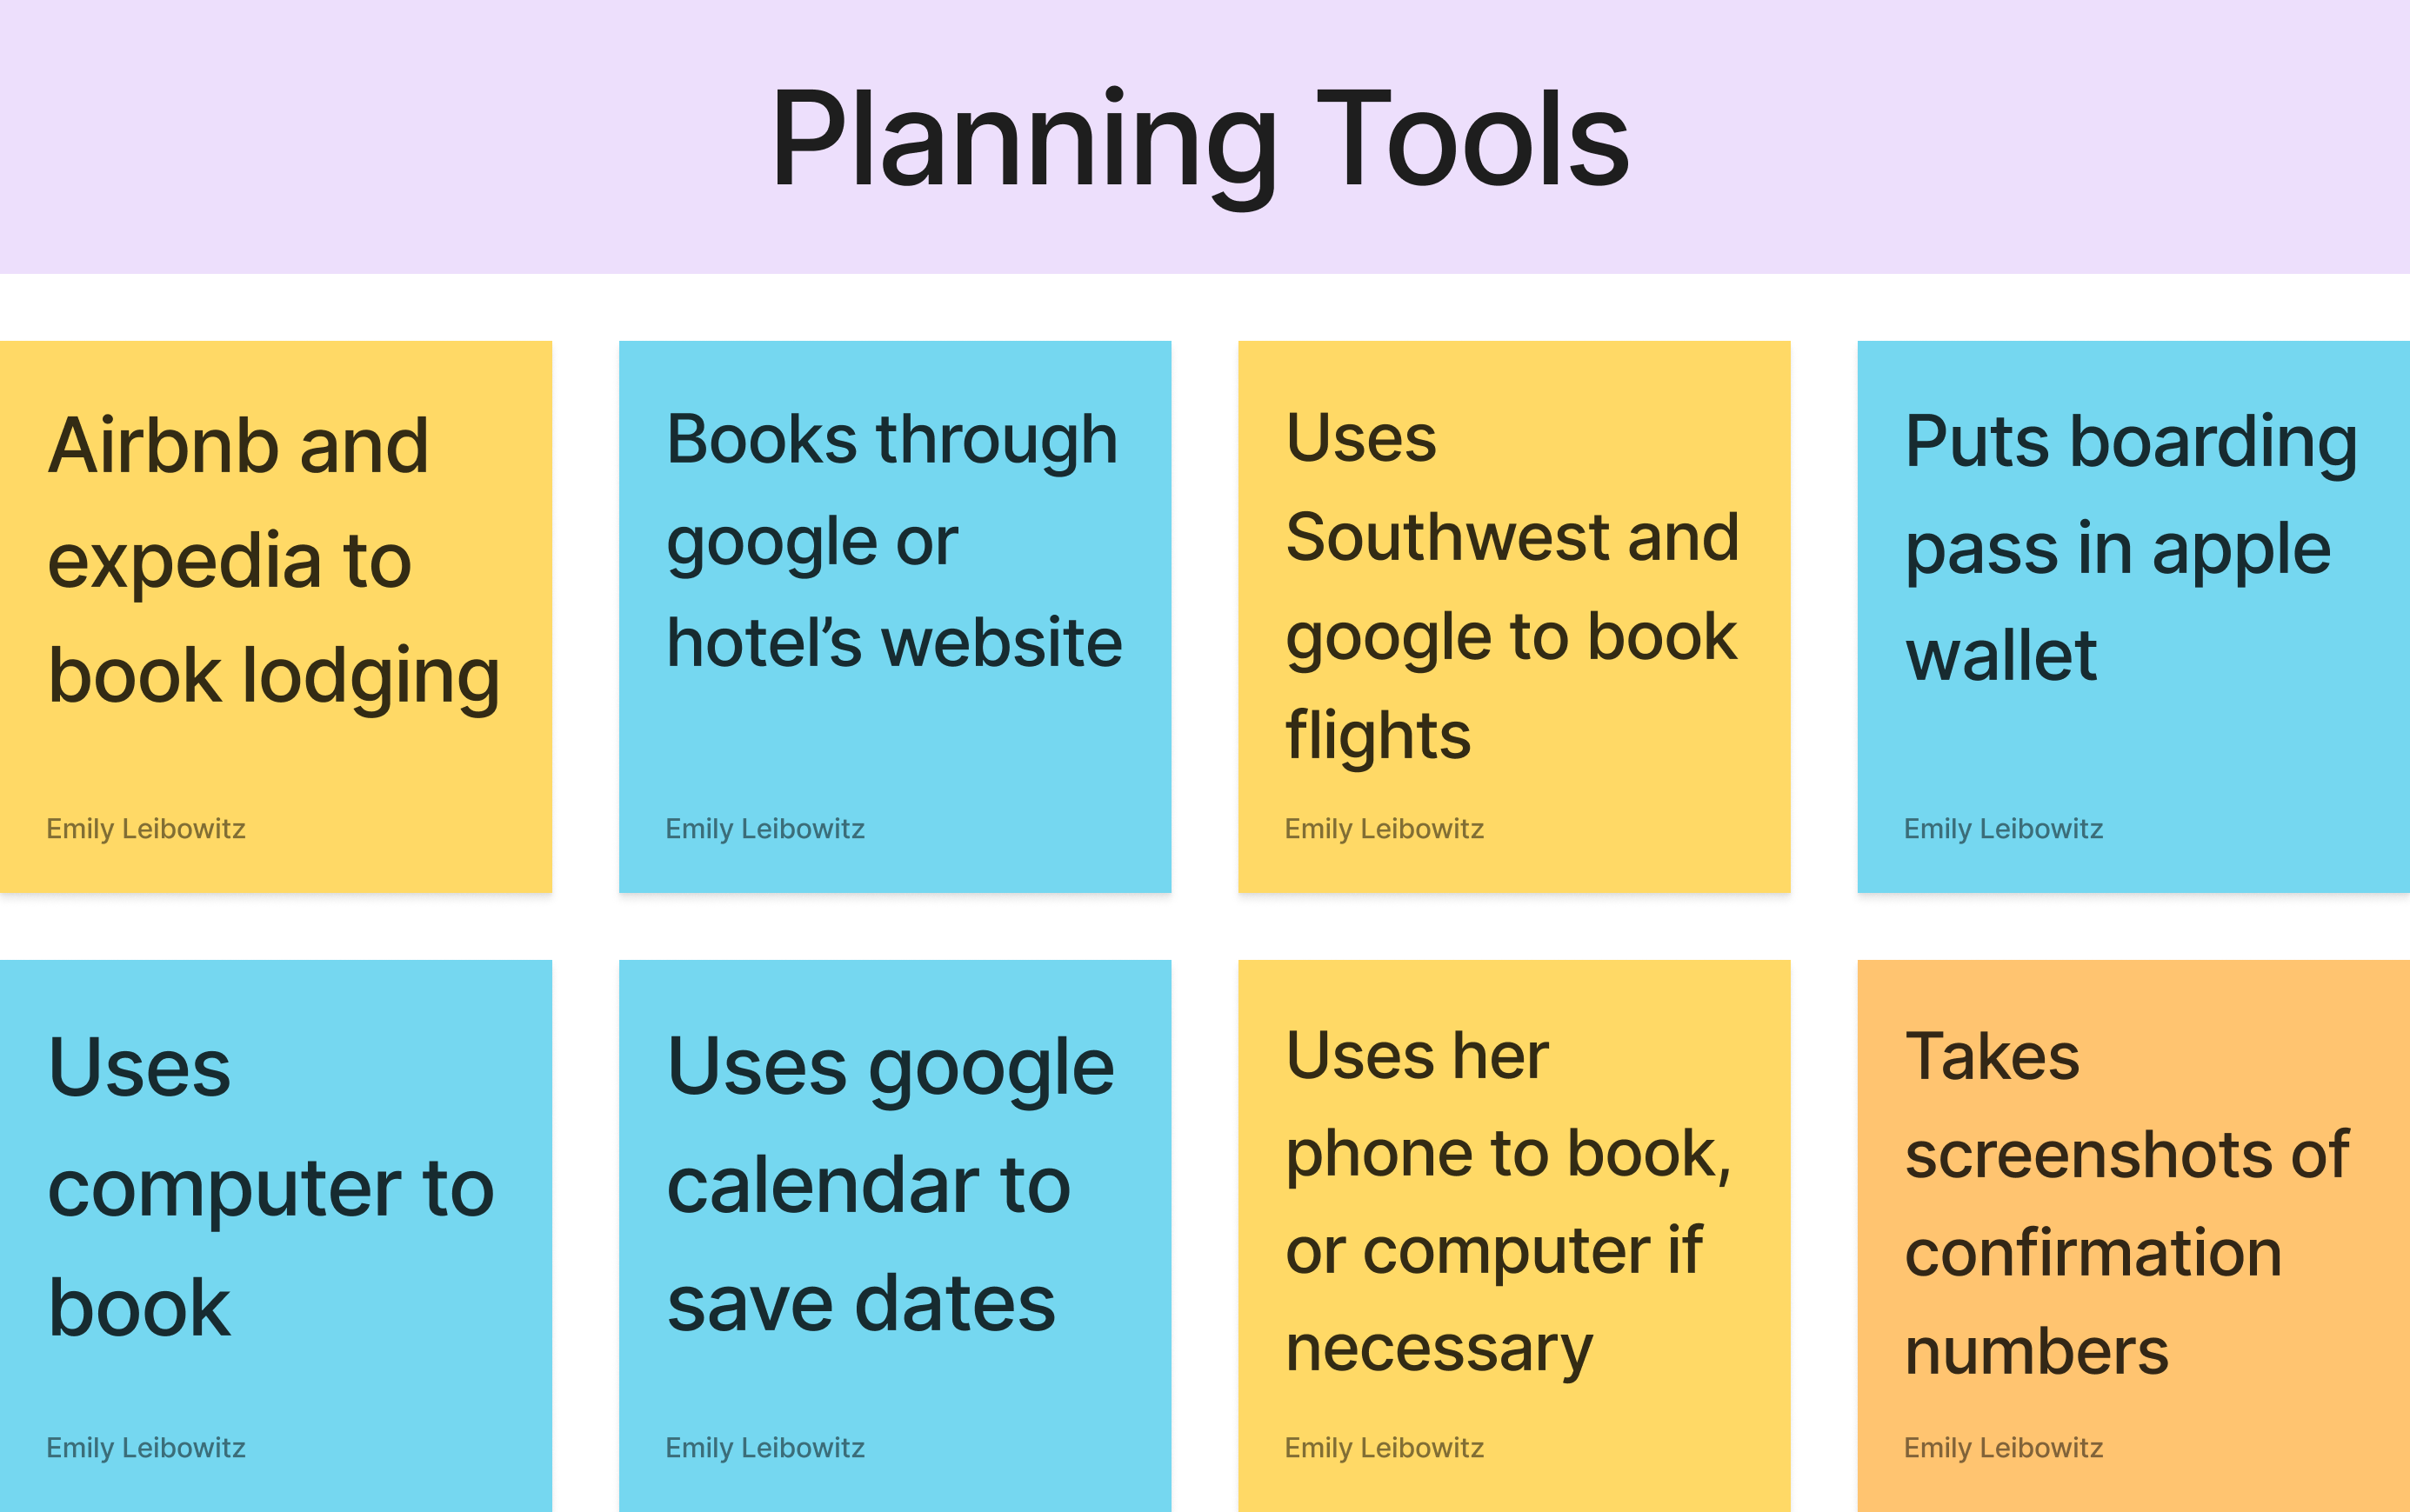 Planning Tools
Airbnb and
expedia to
book lodging
Emily Leibowitz
Books through
google or
hotel’s website
Emily Leibowitz
Uses
Southwest and
google to book
flights
Emily Leibowitz
Puts boarding
pass in apple
wallet
Emily Leibowitz
Uses
computer to
book
Emily Leibowitz
Uses google
calendar to
save dates
Emily Leibowitz
Uses her
phone to book,
or computer if
necessary
Emily Leibowitz
Takes
screenshots of
confirmation
numbers
Emily Leibowitz